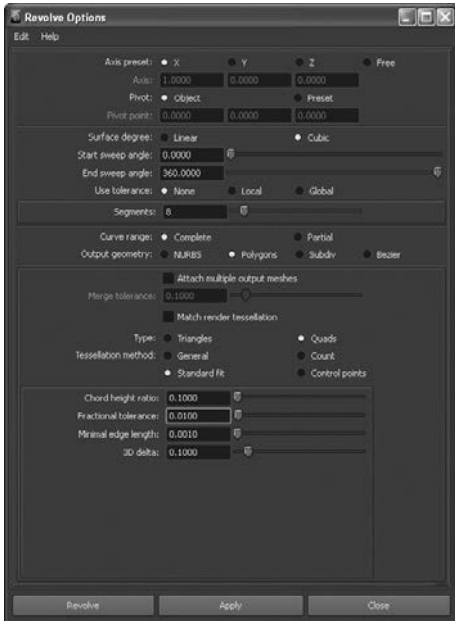 Revolve Options
Edit Help
Axis preset: X Y Z Free
Axis: 1.0000 0.0000 0.0000
Pivot: Object Preset
Pivot point: 0.0000 0.0000 0.0000
Surface degree: Linear Cubic
Start sweep angle: 0.0000
End sweep angle: 360.0000
Use tolerance: None Local Global
Segments: 8
Curve range: Complete Partial
Output geometry: NURBS Polygons Subdiv Bezier
Attach multiple output meshes
Merge tolerance: 0.1000
Match render tessellation
Type: Triangles Quads
Tessellation method: General Count
Standard fit Control points
Chord height ratio: 0.1000
Fractional tolerance: 0.0100
Minimal edge length: 0.0010
3D delta: 0.1000
Revolve Apply Close